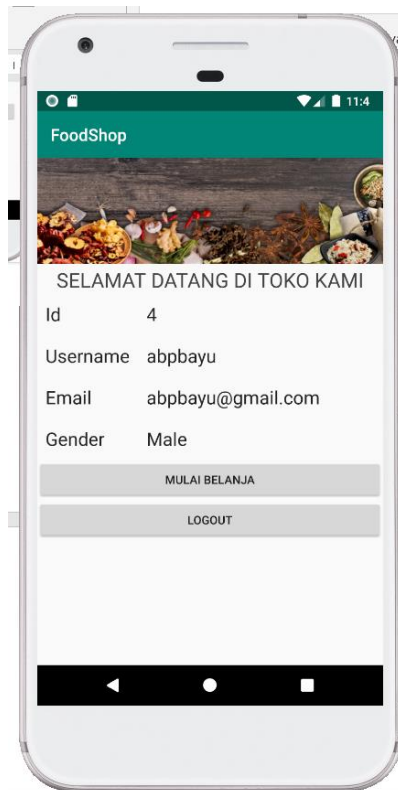 11:4
FoodShop
SELAMAT DATANG DI TOKO KAMI
Id 4
Username abpbayu
Email abpbayu@gmail.com
Gender Male
MULAI BELANJA
LOGOUT